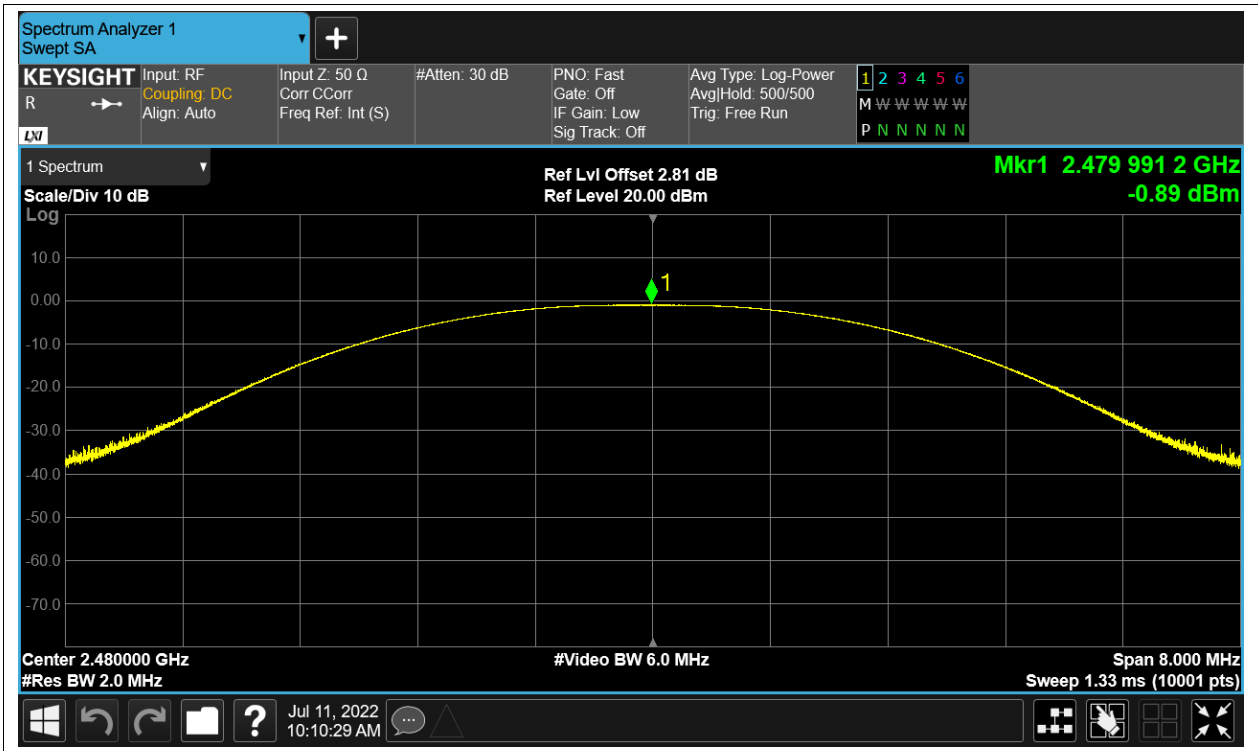 Spectrum Analyzer 1
Swept SA
+
KEYSIGHT
R
LXI
Input: RF
Coupling: DC
Align: Auto
Input Z: 50 Ω
Corr CCorr
Freq Ref: Int (S)
#Atten: 30 dB
PNO: Fast
Gate: Off
IF Gain: Low
Sig Track: Off
Avg Type: Log-Power
Avg|Hold: 500/500
Trig: Free Run
1 2 3 4 5 6
M W W W W W
P N N N N N
1 Spectrum
Scale/Div 10 dB
Log
Ref Lvl Offset 2.81 dB
Ref Level 20.00 dBm
Mkr1 2.479 991 2 GHz
-0.89 dBm
10.0
0.00
-10.0
-20.0
-30.0
-40.0
-50.0
-60.0
-70.0
1
Center 2.480000 GHz
#Res BW 2.0 MHz
#Video BW 6.0 MHz
Span 8.000 MHz
Sweep 1.33 ms (10001 pts)
?
Jul 11, 2022
10:10:29 AM